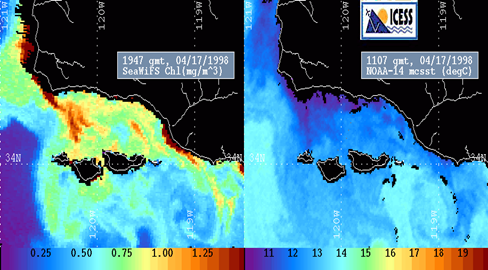 ICESS
121W
120W
119W
1947 gmt, 04/17/1998
SeaWiFS Chl(mg/m^3)
34N
34N
120W
119W
0.25 0.50 0.75 1.00 1.25
121W
120W
119W
1107 gmt, 04/17/1998
NOAA-14 mcsst (degC)
34N
120W
119W
11 12 13 14 15 16 17 18 19